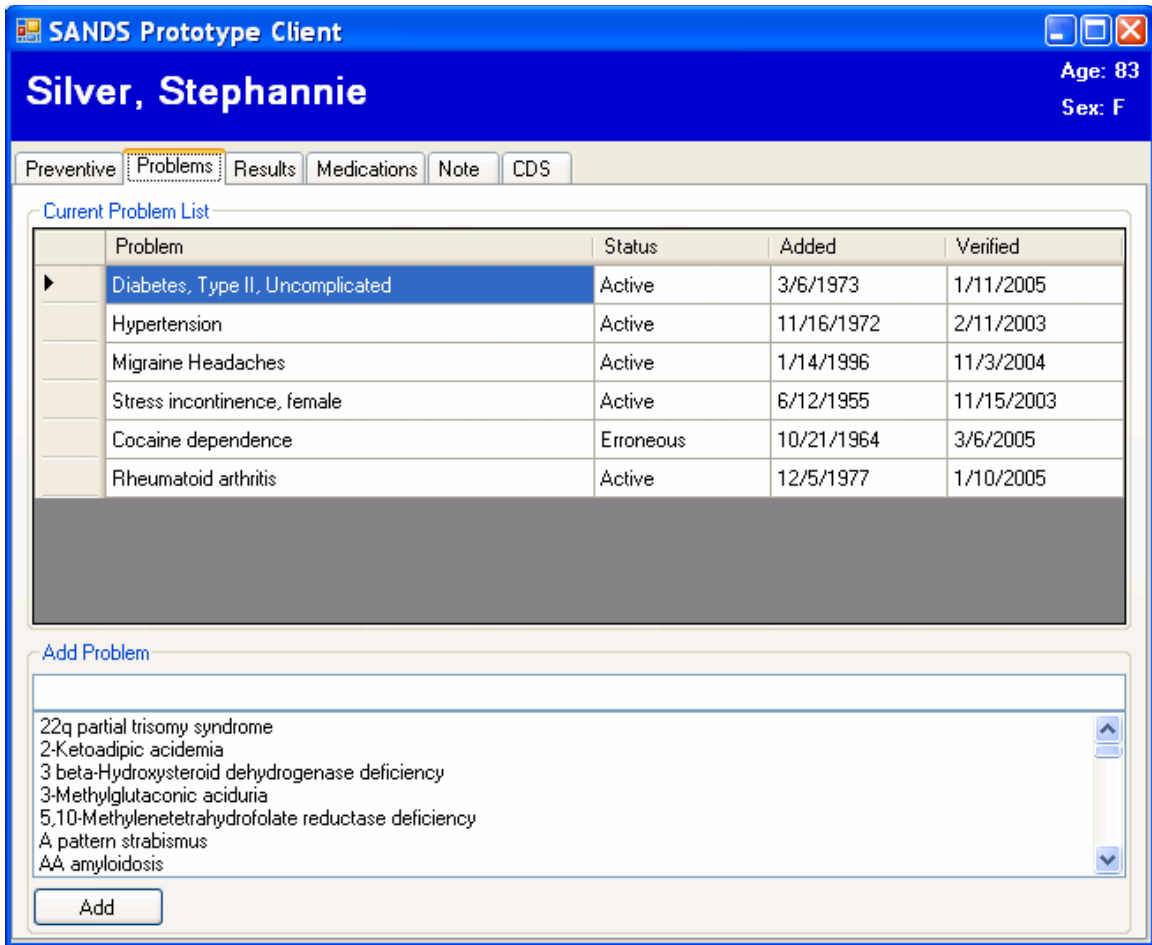 SANDS Prototype Client
Silver, Stephannie
Age: 83
Sex: F
Preventive Problems Results Medications Note CDS
Current Problem List
Problem Status Added Verified
Diabetes, Type II, Uncomplicated Active 3/6/1973 1/11/2005
Hypertension Active 11/16/1972 2/11/2003
Migraine Headaches Active 1/14/1996 11/3/2004
Stress incontinence, female Active 6/12/1955 11/15/2003
Cocaine dependence Erroneous 10/21/1964 3/6/2005
Rheumatoid arthritis Active 12/5/1977 1/10/2005
Add Problem
22q partial trisomy syndrome
2-Ketoadipic acidemia
3 beta-Hydroxysteroid dehydrogenase deficiency
3-Methylglutaconic aciduria
5,10-Methylenetetrahydrofolate reductase deficiency
A pattern strabismus
AA amyloidosis
Add